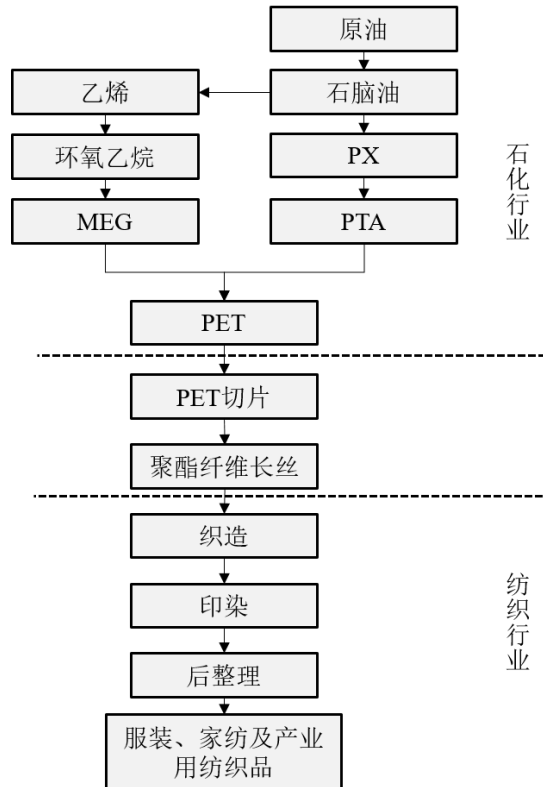 原油
乙烯
石脑油
环氧乙烷
PX
MEG
PTA
石化行业
PET
PET切片
聚酯纤维长丝
织造
印染
后整理
纺织行业
服装、家纺及产业
用纺织品